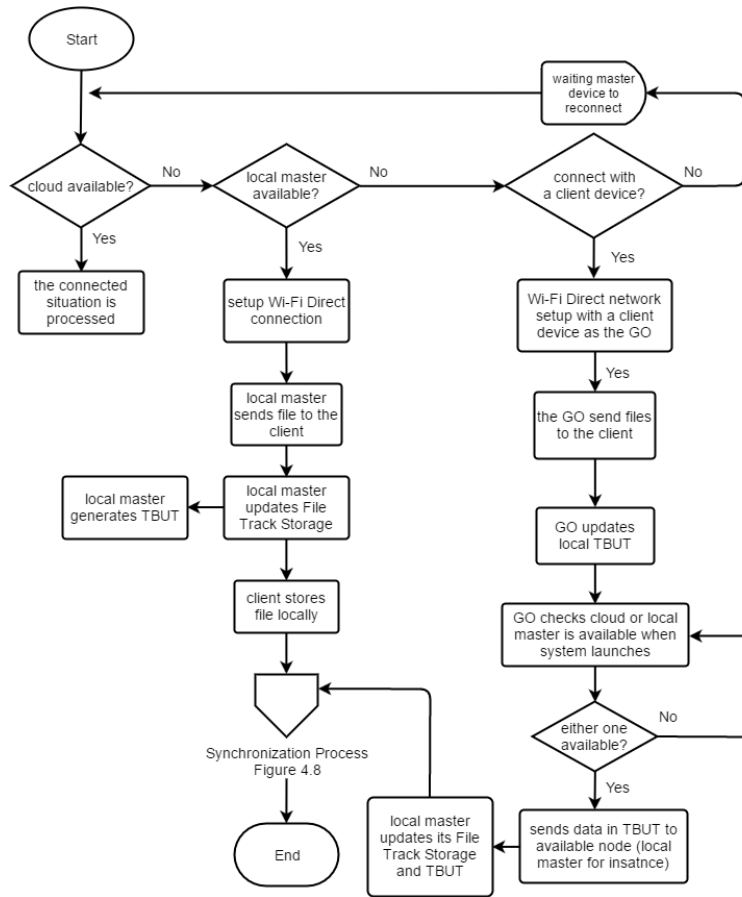 Start
waiting master
device to
reconnect
cloud available?
No
local master
available?
No
connect with
a client device?
No
Yes
Yes
Yes
the connected
situation is
processed
setup Wi-Fi Direct
connection
Wi-Fi Direct network
setup with a client
device as the GO
Yes
local master
sends file to the
client
the GO send files
to the client
local master
generates TBUT
local master
updates File
Track Storage
GO updates
local TBUT
client stores
file locally
GO checks cloud or local
master is available when
system launches
Synchronization Process
Figure 4.8
either one
available?
No
Yes
End
local master
updates its File
Track Storage
and TBUT
sends data in TBUT to
available node (local
master for insatnce)